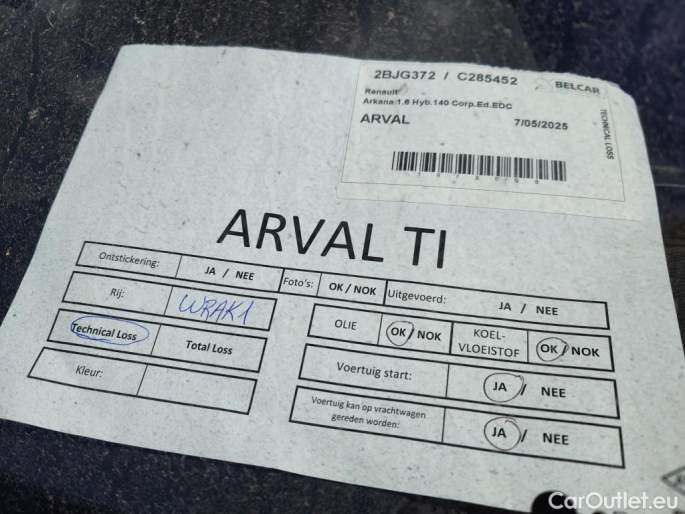 2BJG372 / C285452
BELCAR
Renault
Arkana:1.6 Hyb.140 Corp.Ed.EDC
ARVAL
7/05/2025
TECHNICAL LOSS
ARVAL TI
Ontstickering: JA / NEE Foto's: OK / NOK Uitgevoerd: JA / NEE
Rij: WRAK1
OLIE OK / NOK KOEL-VLOEISTOF OK / NOK
Technical Loss Total Loss
Kleur:
Voertuig start: JA / NEE
Voertuig kan op vrachtwagen
gereden worden: JA / NEE
CarOutlet.eu